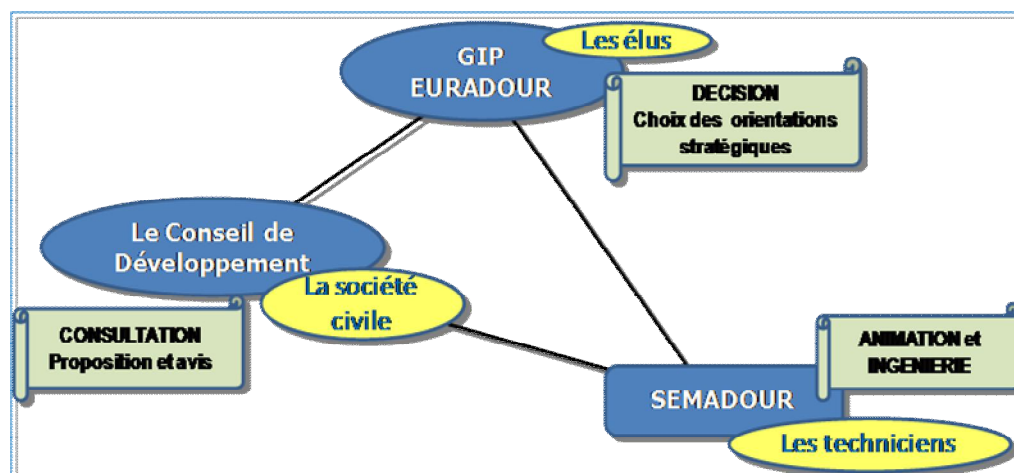 Les élus
GIP
EURADOUR
DECISION
Choix des orientations
stratégiques
Le Conseil de
Développement
La société
civile
CONSULTATION
Proposition et avis
ANIMATION et
INGENIERIE
SEMADOUR
Les techniciens